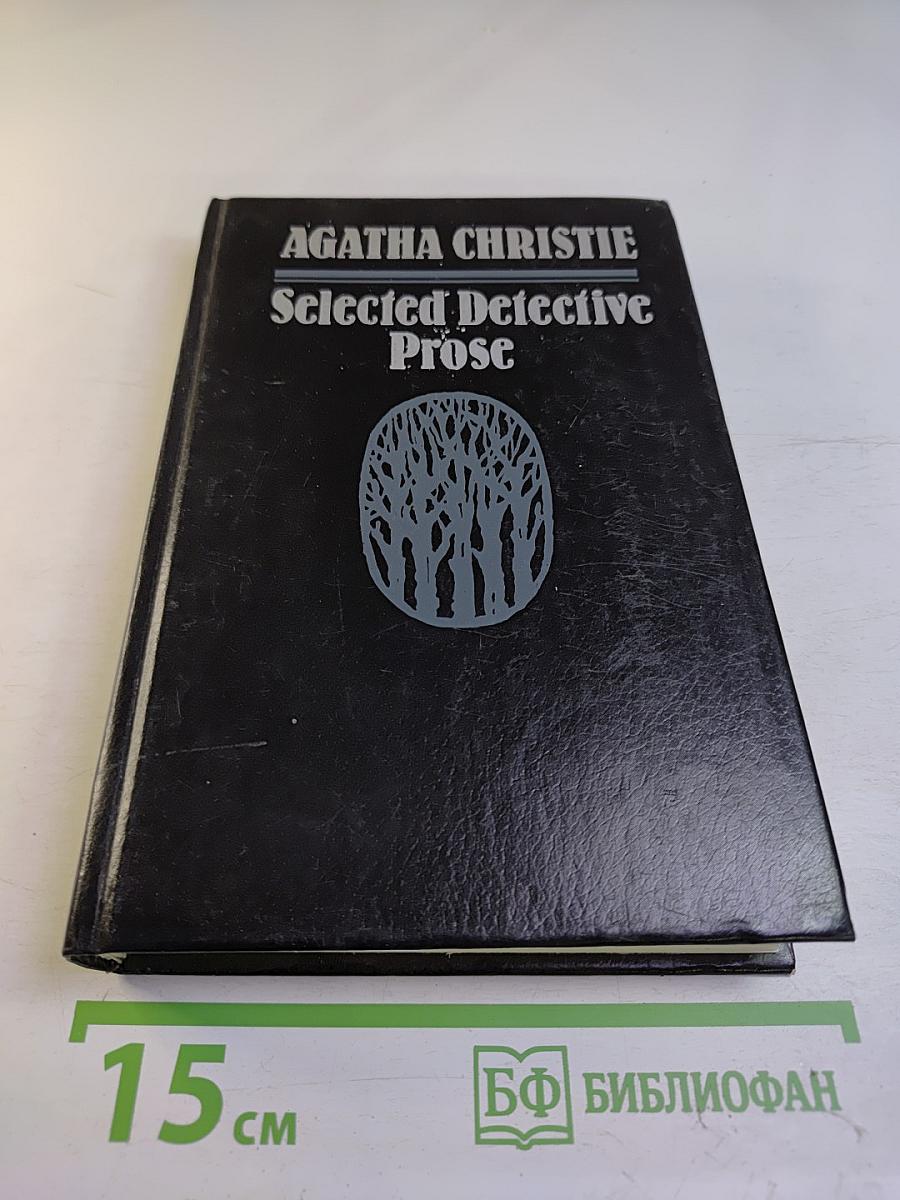 AGATHA CHRISTIE
Selected Detective
Prose
15 см
БФ БИБЛИОФАН